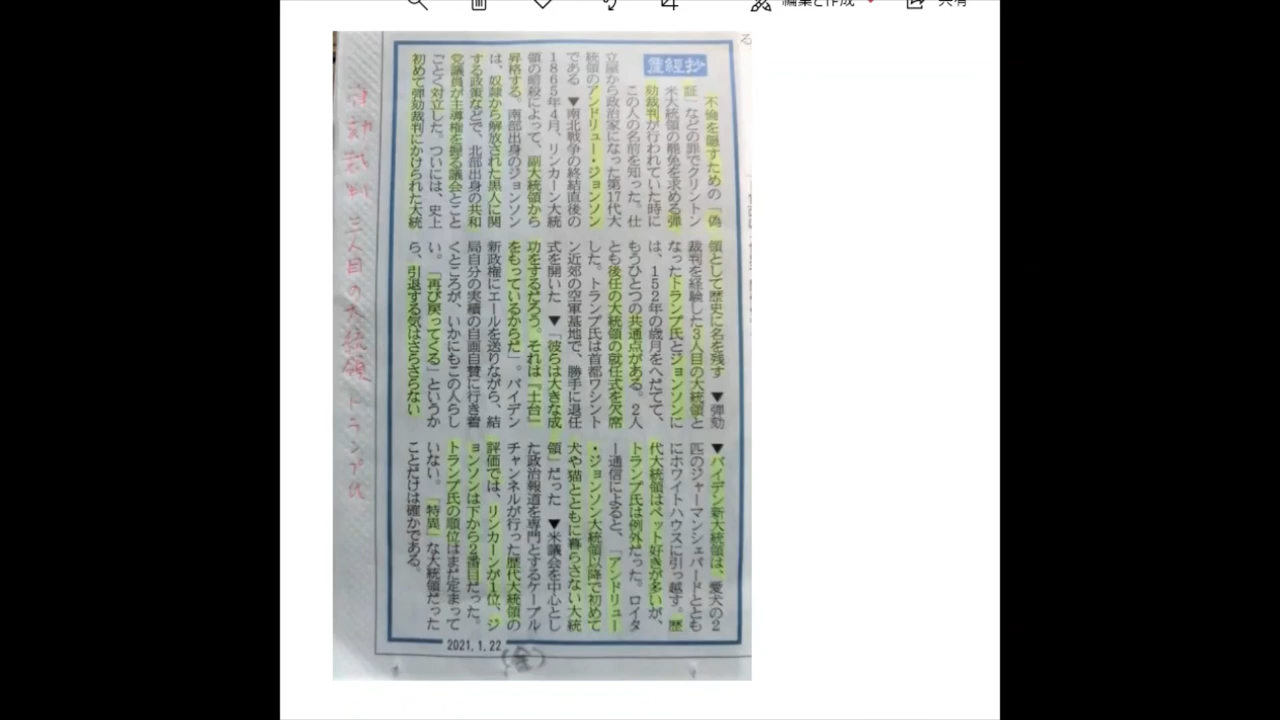 編集と作成
共有
産經抄
不倫を隠すための「偽
証」などの罪でクリントン
米大統領の罷免を求める弾
劾裁判が行われていた時に
この人の名前を知った。仕
立屋から政治家になった第17代大
統領のアンドリュー・ジョンソン
である ▼南北戦争の終結直後の
1865年4月、リンカーン大統
領の暗殺によって、副大統領から
昇格する。南部出身のジョンソン
は、奴隷から解放された黒人に関
する政策などで、北部出身の共和
党議員が主導権を握る議会とこと
ごとく対立した。ついには、史上
初めて弾劾裁判にかけられた大統
領として歴史に名を残す ▼弾劾
裁判を経験した3人目の大統領と
なったトランプ氏とジョンソンに
は、152年の歳月をへだてて、
もうひとつの共通点がある。2人
とも後任の大統領の就任式を欠席
した。トランプ氏は首都ワシント
ン近郊の空軍基地で、勝手に退任
式を開いた ▼「彼らは大きな成
功をするだろう。それは『土台』
をもっているからだ」。バイデン
新政権にエールを送りながら、結
局自分の実績の自画自賛に行き着
くところが、いかにもこの人らし
い。「再び戻ってくる」というか
ら、引退する気はさらさらない
▼バイデン新大統領は、愛犬の2
匹のジャーマンシェパードととも
にホワイトハウスに引っ越す。歴
代大統領はペット好きが多いが、
トランプ氏は例外だった。ロイタ
ー通信によると、「アンドリュー
・ジョンソン大統領以降で初めて
犬や猫とともに暮らさない大統
領」だった ▼米議会を中心とし
た政治報道を専門とするケーブル
チャンネルが行った歴代大統領の
評価では、リンカーンが1位、ジ
ョンソンは下から2番目だった。
トランプ氏の順位はまだ定まって
いない。「特異」な大統領だった
ことだけは確かである。
2021.1.22
(金)
弾劾裁判 三人目の大統領 トランプ氏